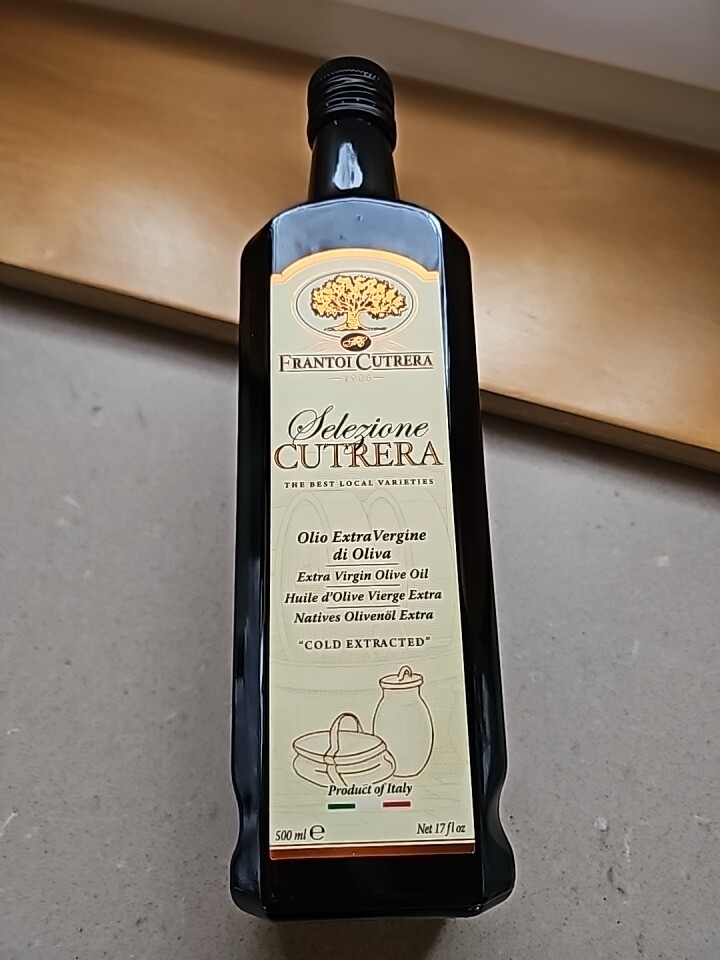 FRANTOI CUTRERA
1906
Selezione
CUTRERA
THE BEST LOCAL VARIETIES
Olio ExtraVergine
di Oliva
Extra Virgin Olive Oil
Huile d'Olive Vierge Extra
Natives Olivenöl Extra
"COLD EXTRACTED"
Product of Italy
500 ml e Net 17 fl oz